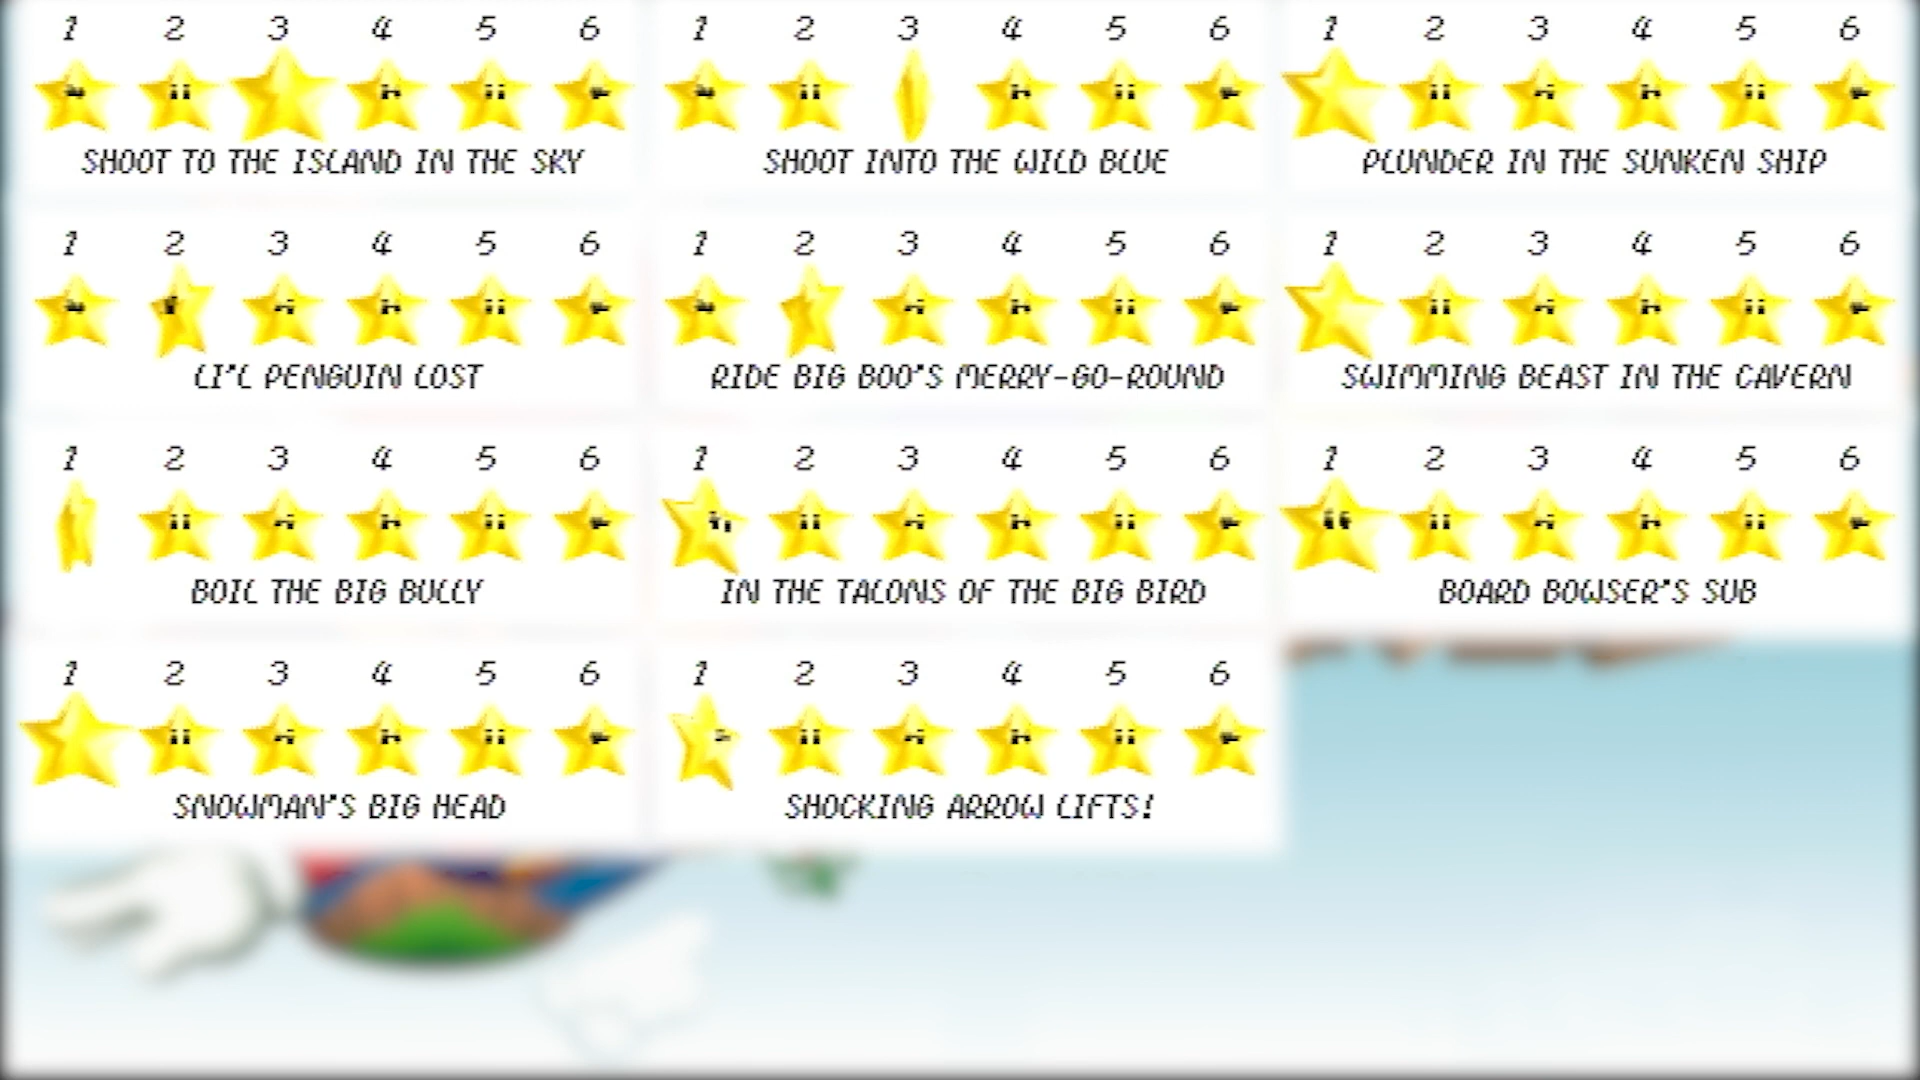 1 2 3 4 5 6 1 2 3 4 5 6 1 2 3 4 5 6
SHOOT TO THE ISLAND IN THE SKY SHOOT INTO THE WILD BLUE PLUNDER IN THE SUNKEN SHIP
1 2 3 4 5 6 1 2 3 4 5 6 1 2 3 4 5 6
LI'L PENGUIN LOST RIDE BIG BOO'S MERRY-GO-ROUND SWIMMING BEAST IN THE CAVERN
1 2 3 4 5 6 1 2 3 4 5 6 1 2 3 4 5 6
BOIL THE BIG BULLY IN THE TALONS OF THE BIG BIRD BOARD BOWSER'S SUB
1 2 3 4 5 6 1 2 3 4 5 6
SNOWMAN'S BIG HEAD SHOCKING ARROW LIFTS!